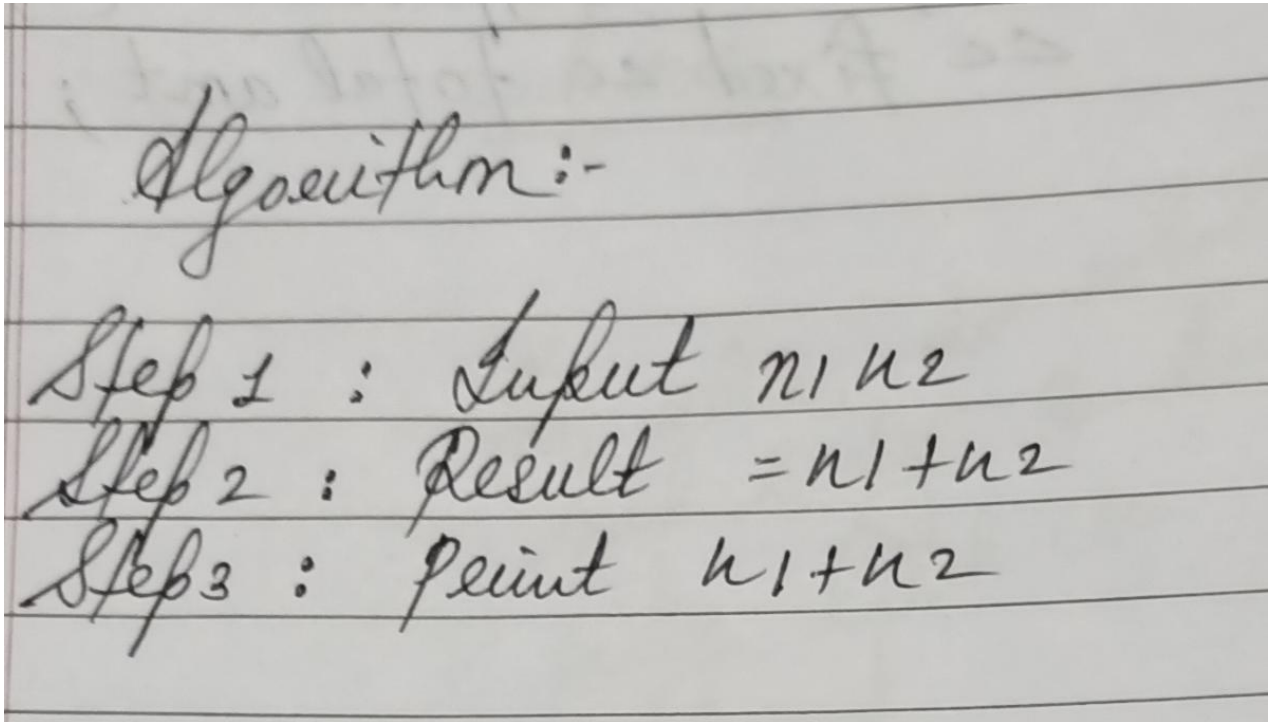 Algorithm:-
Step 1 : Input n1 n2
Step 2 : Result = n1+n2
Step3 : Print n1+n2